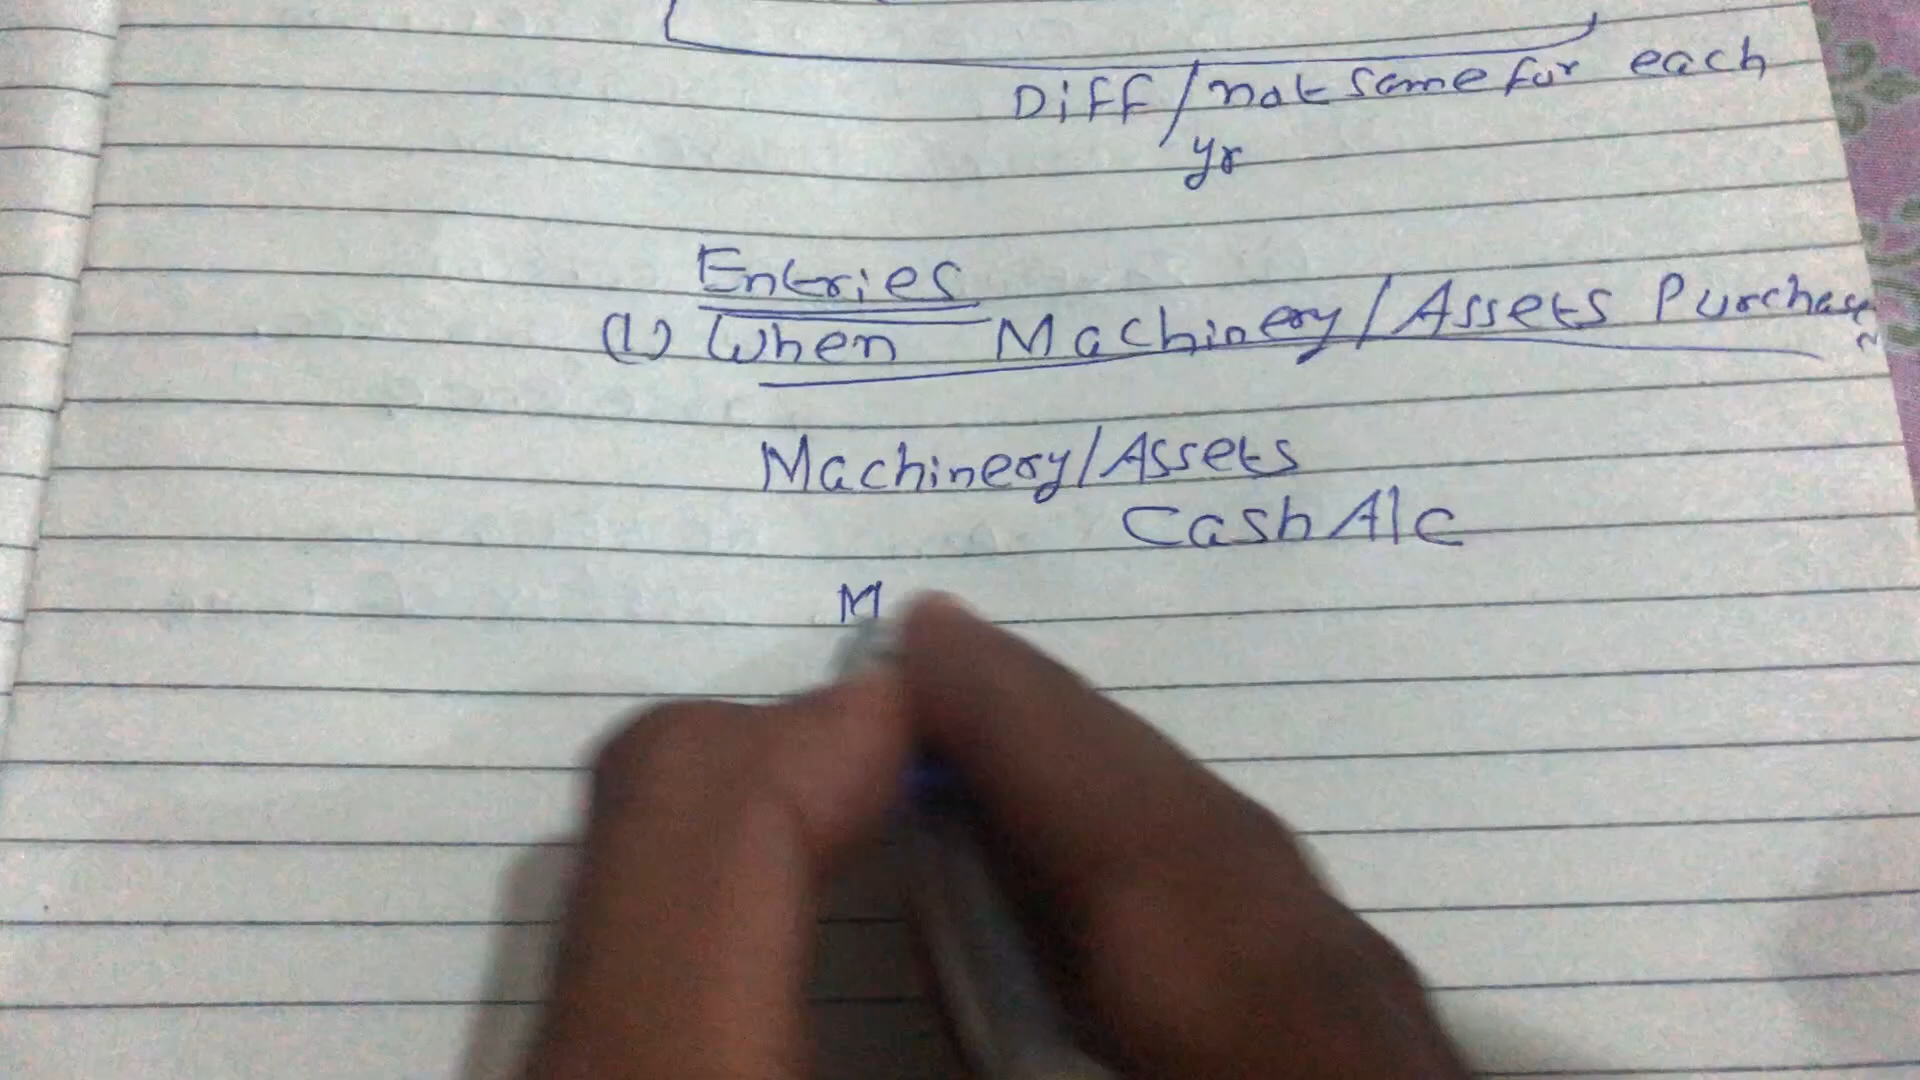 Diff/not same for each
yr
Entries
(1) When Machinery/Assets Purchase
Machinery/Assets
Cash A/c
M